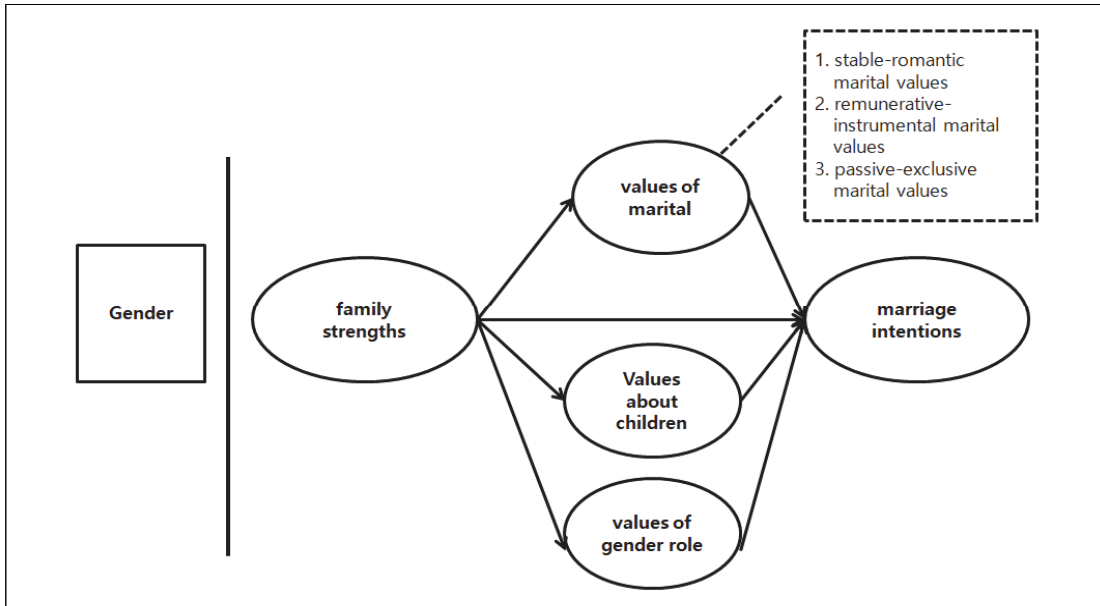 1. stable-romantic
marital values
2. remunerative-
instrumental marital
values
3. passive-exclusive
marital values
values of
marital
Gender
family
strengths
marriage
intentions
Values
about
children
values of
gender role